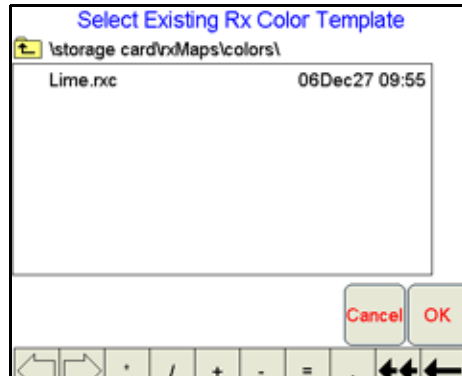 Select Existing Rx Color Template
\storage card\rxMaps\colors\
Lime.rxc 06Dec27 09:55
Cancel OK
* / + - = .